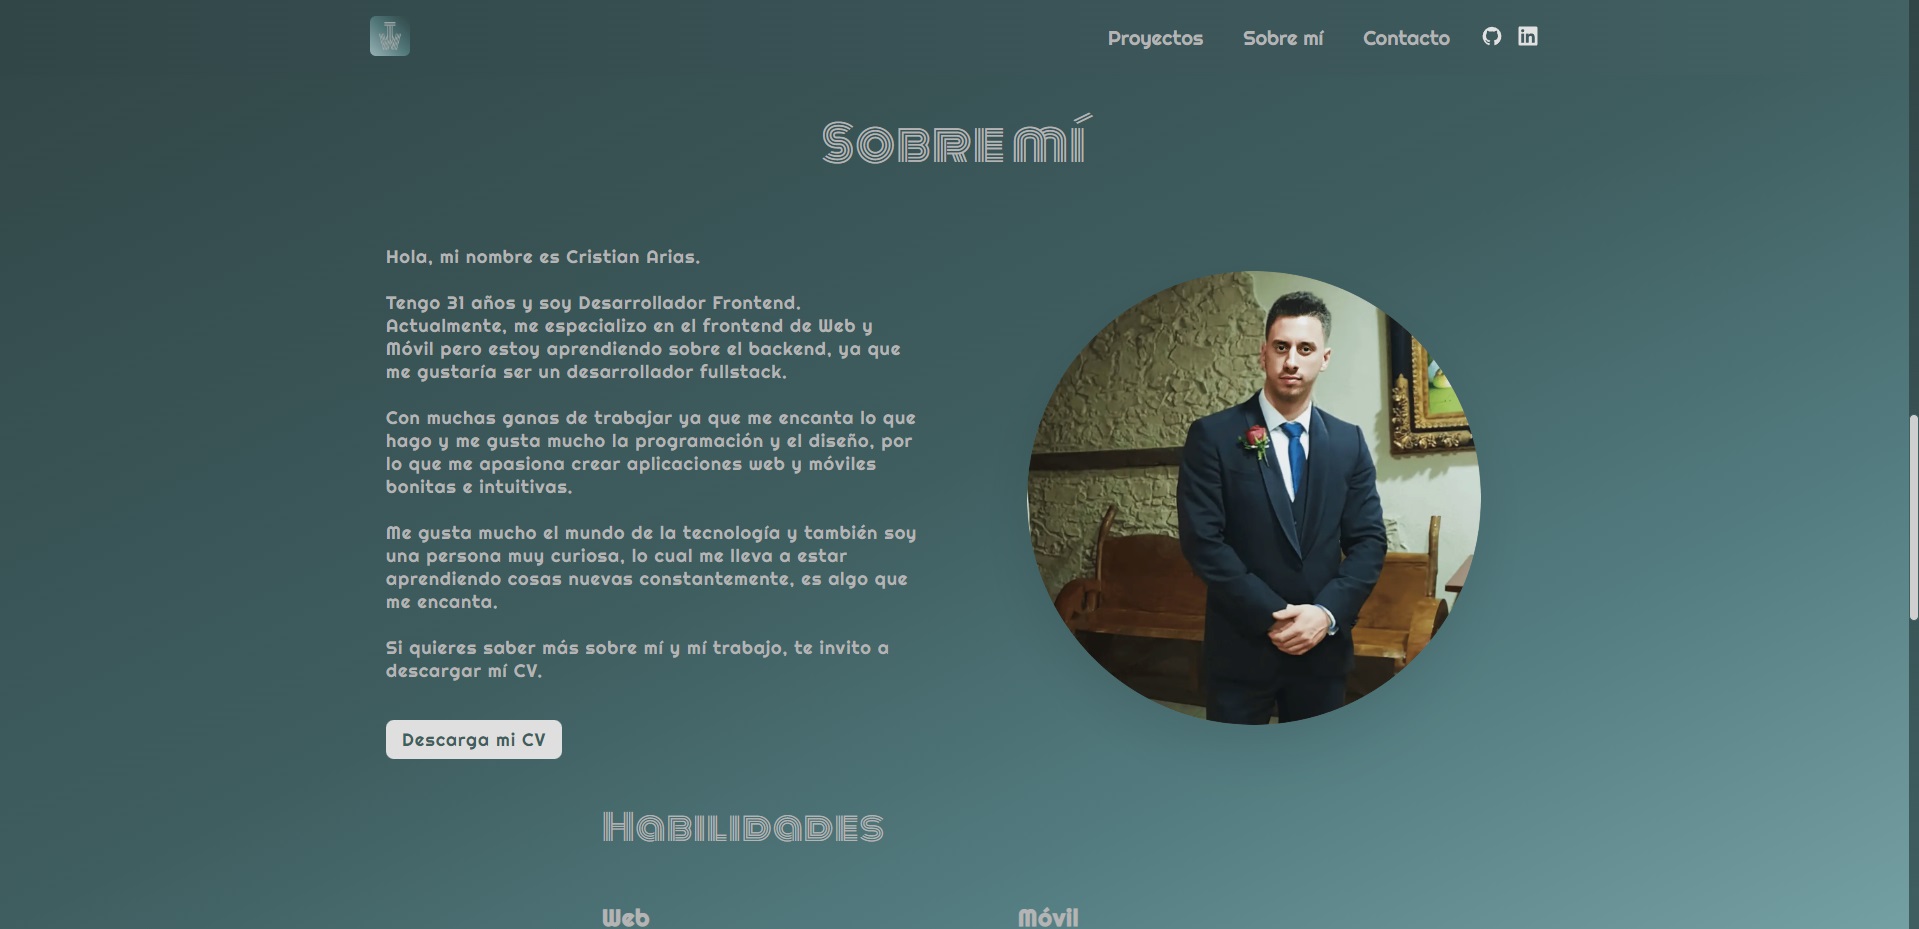 Proyectos Sobre mí Contacto
Sobre mí
Hola, mi nombre es Cristian Arias.
Tengo 31 años y soy Desarrollador Frontend.
Actualmente, me especializo en el frontend de Web y
Móvil pero estoy aprendiendo sobre el backend, ya que
me gustaría ser un desarrollador fullstack.
Con muchas ganas de trabajar ya que me encanta lo que
hago y me gusta mucho la programación y el diseño, por
lo que me apasiona crear aplicaciones web y móviles
bonitas e intuitivas.
Me gusta mucho el mundo de la tecnología y también soy
una persona muy curiosa, lo cual me lleva a estar
aprendiendo cosas nuevas constantemente, es algo que
me encanta.
Si quieres saber más sobre mí y mí trabajo, te invito a
descargar mí CV.
Descarga mi CV
Habilidades
Web Móvil